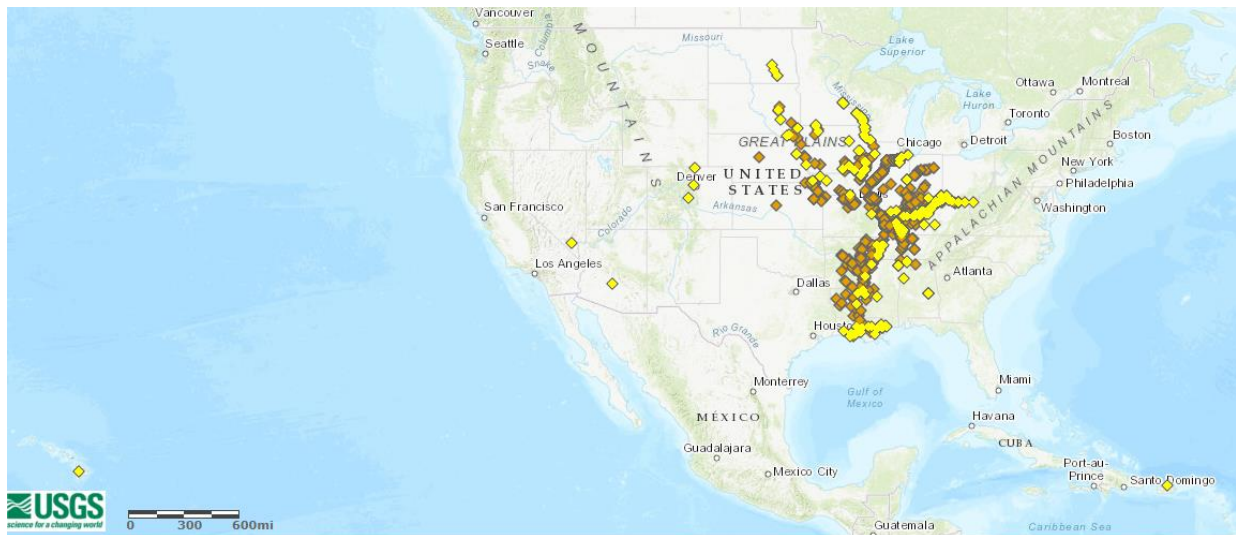 Vancouver
Seattle
Columbia
Snake
MOUNTAINS
Missouri
Lake
Superior
Mississippi
Ottawa
Montreal
Lake
Huron
Toronto
GREAT PLAINS
Chicago
Detroit
Boston
APPALACHIAN MOUNTAINS
New York
Philadelphia
Washington
Denver
UNITED
STATES
San Francisco
Colorado
Arkansas
Los Angeles
Atlanta
Dallas
Rio Grande
Houston
Monterrey
Gulf of
Mexico
Miami
MÉXICO
Havana
CUBA
Guadalajara
Mexico City
Port-au-
Prince
Santo Domingo
Guatemala
Caribbean Sea
USGS
science for a changing world
0 300 600mi